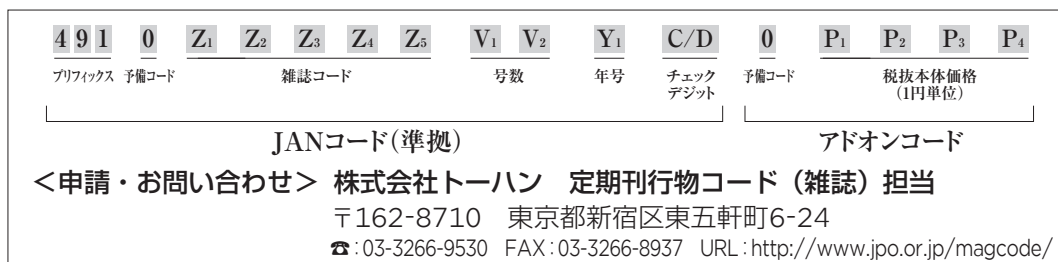 4 9 1 0 Z1 Z2 Z3 Z4 Z5 V1 V2 Y1 C/D 0 P1 P2 P3 P4
プリフィックス 予備コード 雑誌コード 号数 年号 チェック デジット 予備コード 税抜本体価格
(1円単位)
JANコード(準拠) アドオンコード
<申請・お問い合わせ> 株式会社トーハン 定期刊行物コード(雑誌)担当
〒162-8710 東京都新宿区東五軒町6-24
☎:03-3266-9530 FAX:03-3266-8937 URL:http://www.jpo.or.jp/magcode/